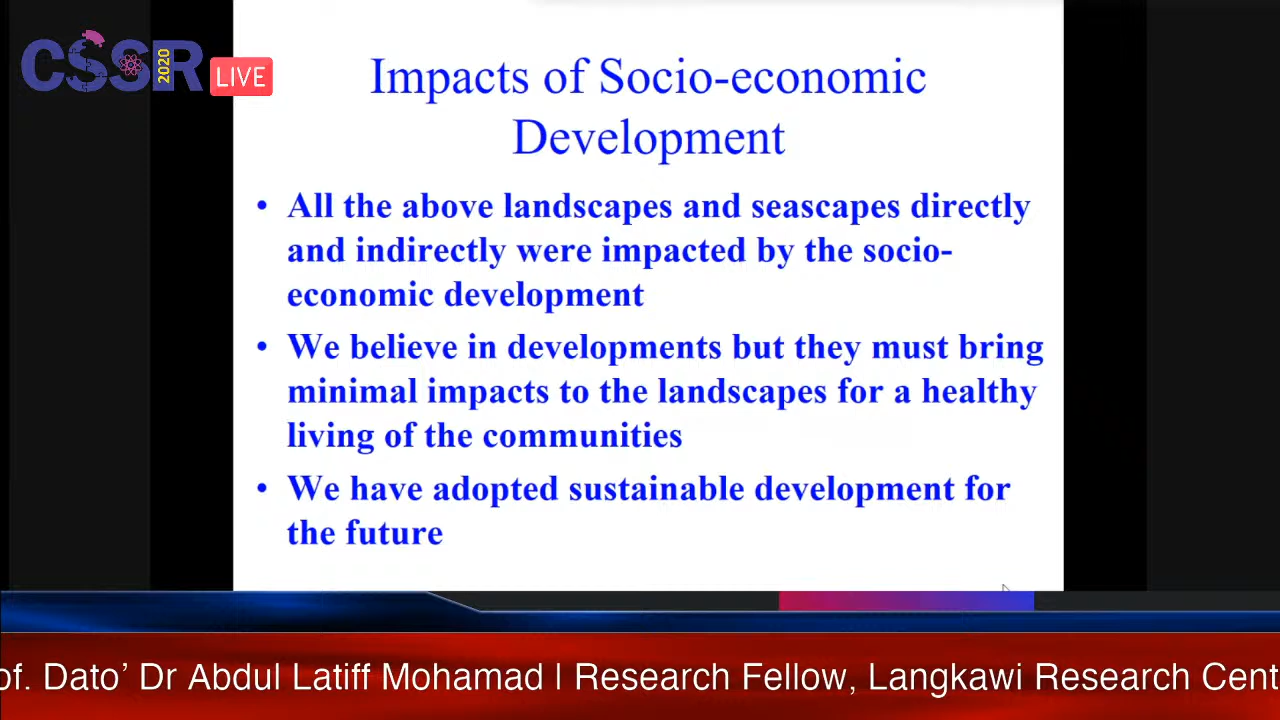 CSSR 2020 LIVE
Impacts of Socio-economic
Development
• All the above landscapes and seascapes directly
and indirectly were impacted by the socio-
economic development
• We believe in developments but they must bring
minimal impacts to the landscapes for a healthy
living of the communities
• We have adopted sustainable development for
the future
of. Dato’ Dr Abdul Latiff Mohamad | Research Fellow, Langkawi Research Cent